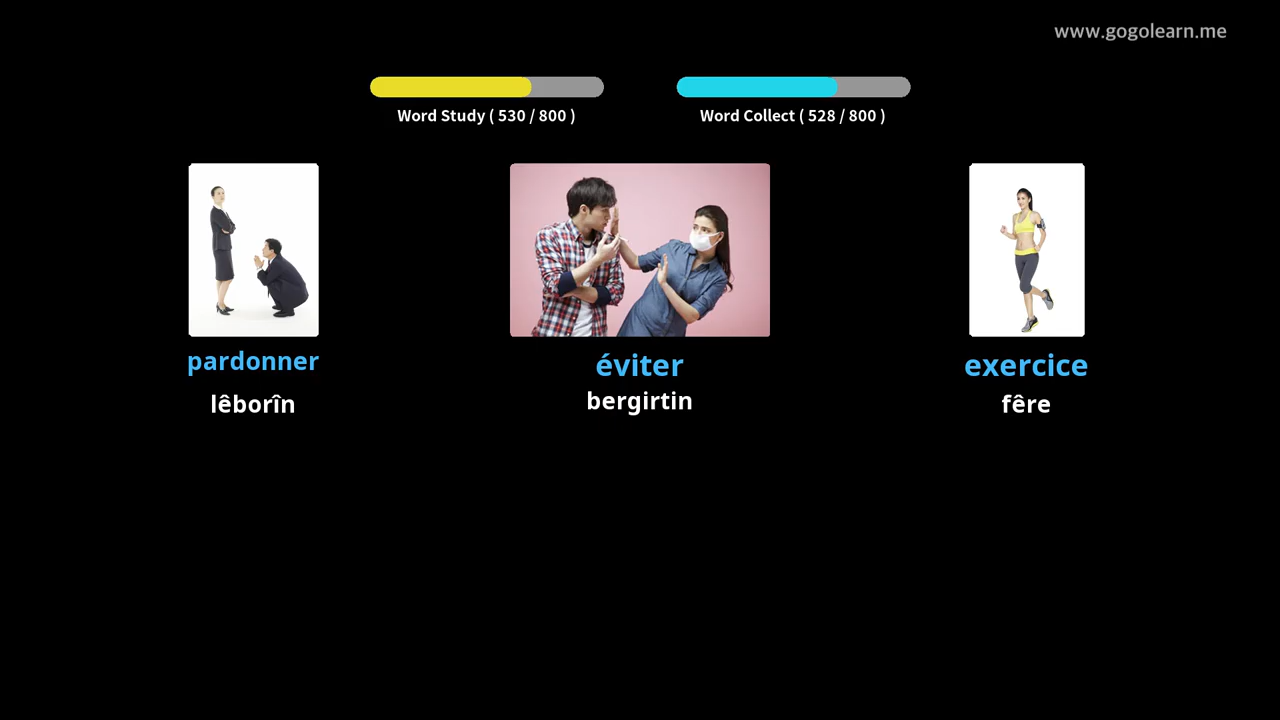 www.gogolearn.me
Word Study ( 530 / 800 )
Word Collect ( 528 / 800 )
pardonner
lêborîn
éviter
bergirtin
exercice
fêre